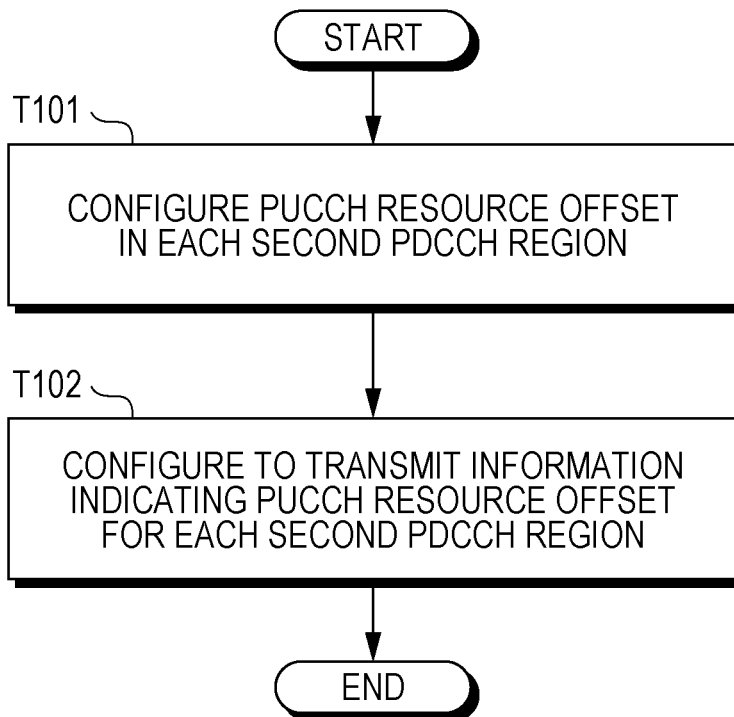 START
T101
CONFIGURE PUCCH RESOURCE OFFSET
IN EACH SECOND PDCCH REGION
T102
CONFIGURE TO TRANSMIT INFORMATION
INDICATING PUCCH RESOURCE OFFSET
FOR EACH SECOND PDCCH REGION
END